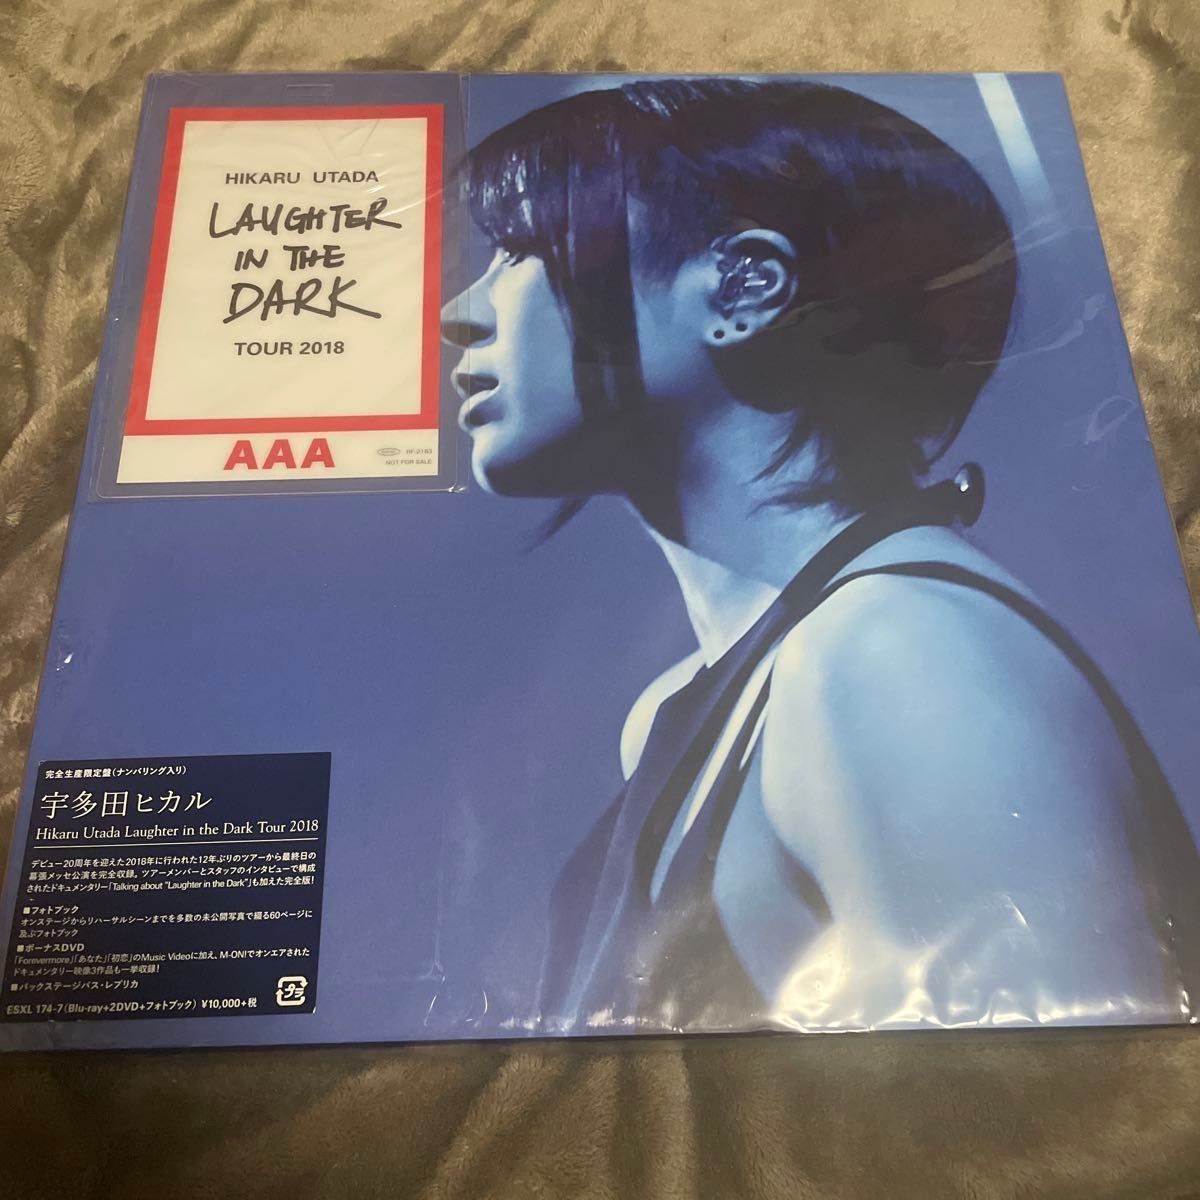 HIKARU UTADA
LAUGHTER
IN THE
DARK
TOUR 2018
AAA
RP-2183
NOT FOR SALE
完全生産限定盤(ナンバリング入り)
宇多田ヒカル
Hikaru Utada Laughter in the Dark Tour 2018
デビュー20周年を迎えた2018年に行われた12年ぶりのツアーから最終日の
幕張メッセ公演を完全収録。ツアーメンバーとスタッフのインタビューで構成
されたドキュメンタリー「Talking about "Laughter in the Dark"」も加えた完全版!
■フォトブック
オンステージからリハーサルシーンまでを多数の未公開写真で綴る60ページに
及ぶフォトブック
■ボーナスDVD
「Forevermore」「あなた」「初恋」のMusic Videoに加え、M-ON!でオンエアされた
ドキュメンタリー映像3作品も一挙収録!
■バックステージパス・レプリカ
ESXL 174-7(Blu-ray+2DVD+フォトブック) ¥10,000+税
プラ